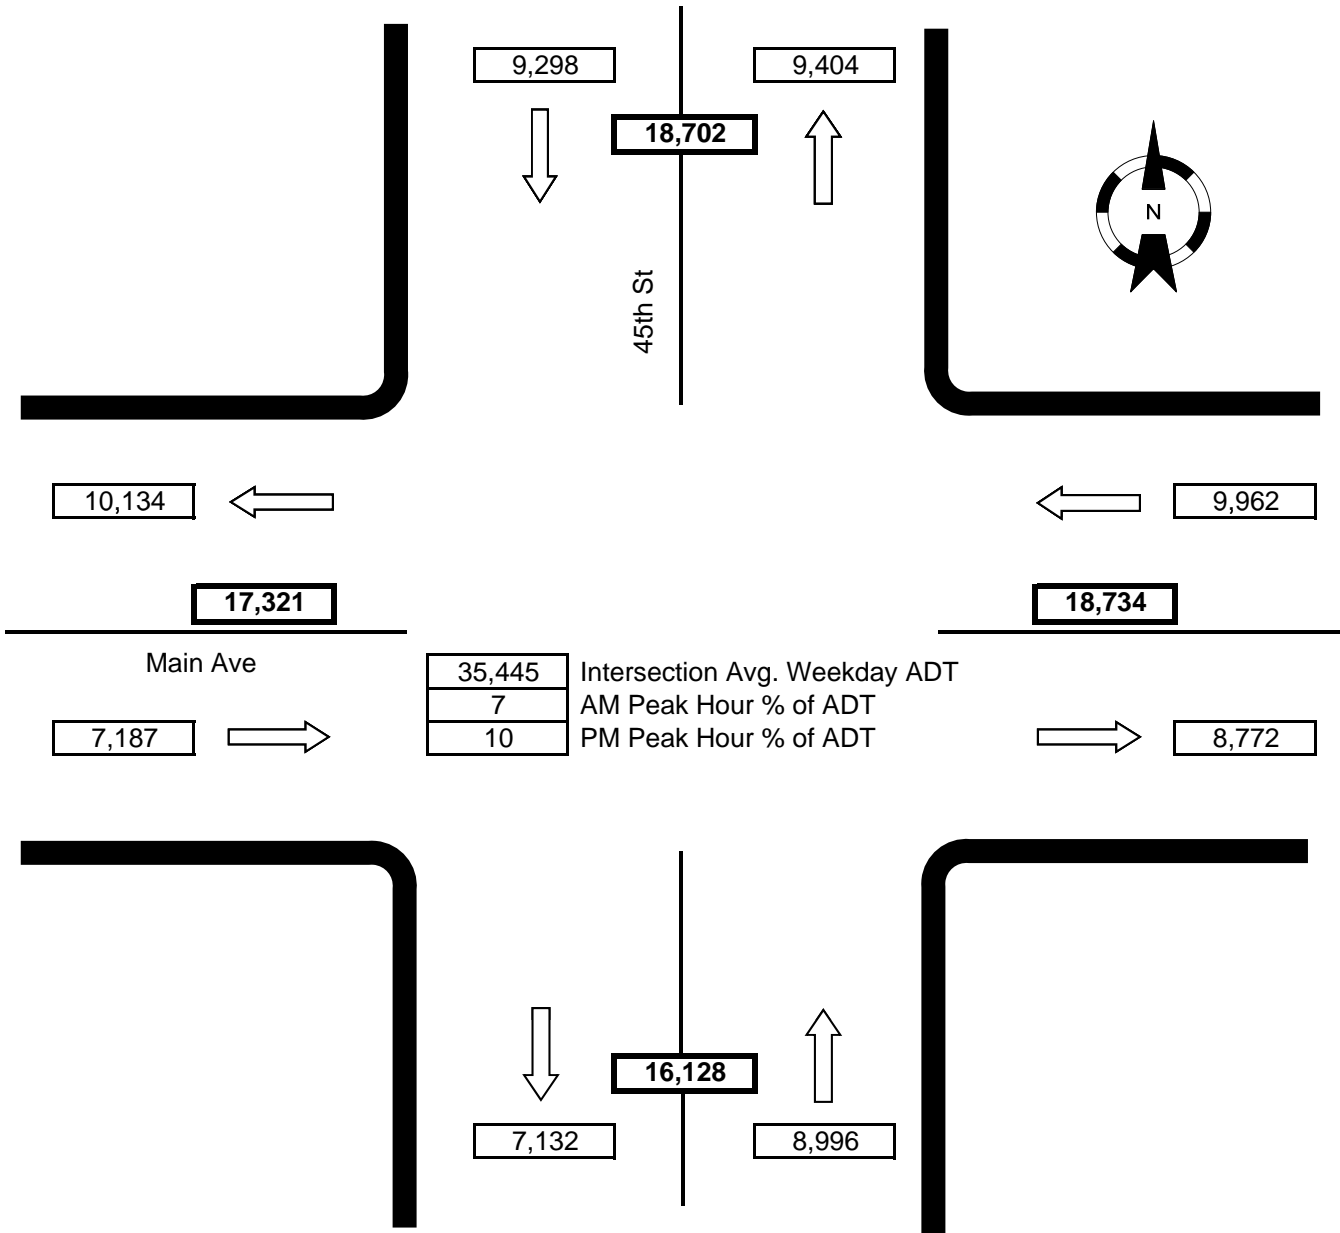 9,298
9,404
18,702
N
45th St
10,134
9,962
17,321
18,734
Main Ave
35,445 Intersection Avg. Weekday ADT
7 AM Peak Hour % of ADT
7,187
10 PM Peak Hour % of ADT
8,772
16,128
7,132
8,996